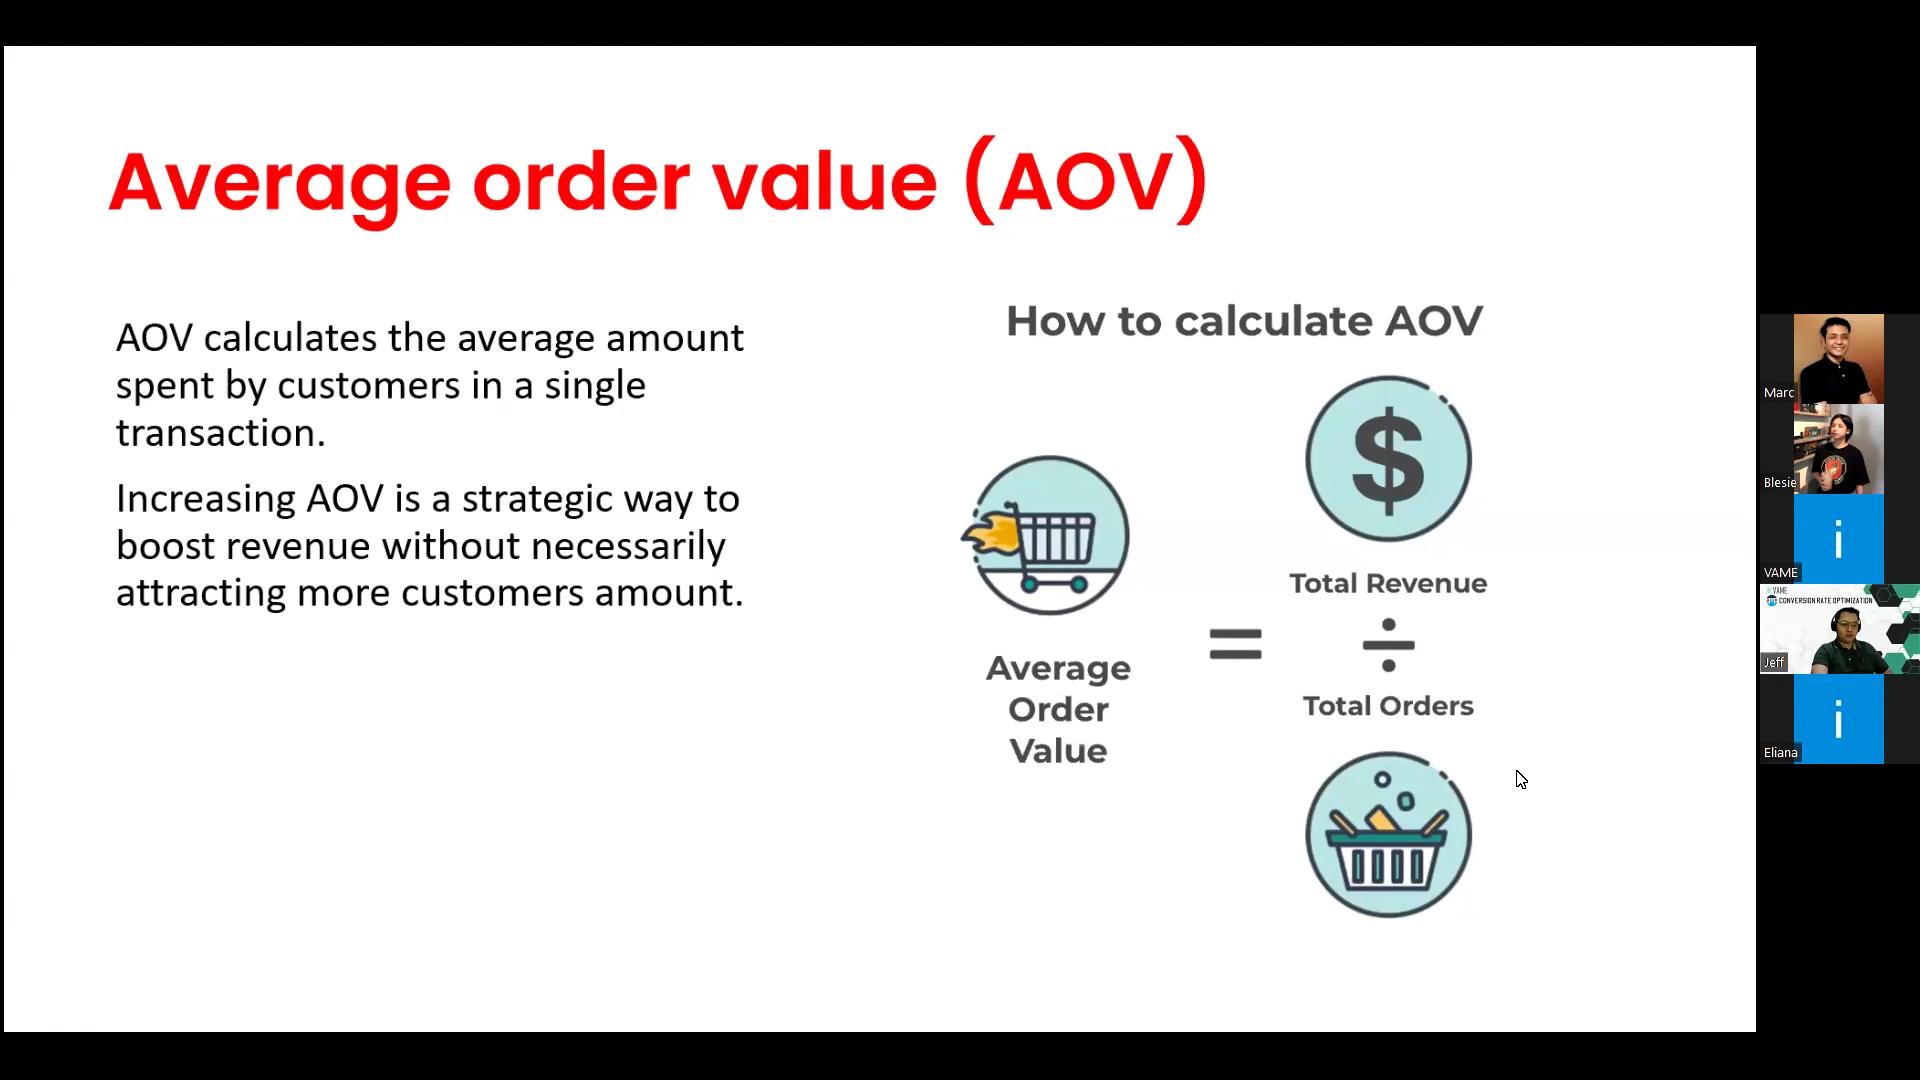 Average order value (AOV)
AOV calculates the average amount
spent by customers in a single
transaction.
Increasing AOV is a strategic way to
boost revenue without necessarily
attracting more customers amount.
How to calculate AOV
$
Total Revenue
÷
Total Orders
=
Average
Order
Value
Marc
Blesie
i
VAME
VAME
CONVERSION RATE OPTIMIZATION
Jeff
i
Eliana